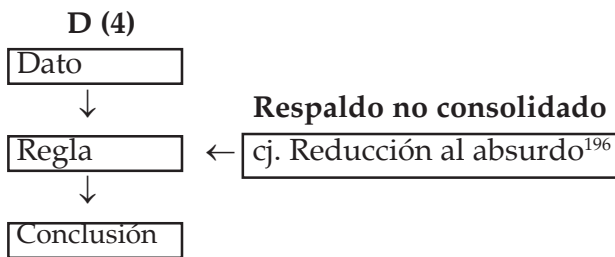 D (4)
Dato
↓
Respaldo no consolidado
Regla ← cj. Reducción al absurdo¹⁹⁶
↓
Conclusión